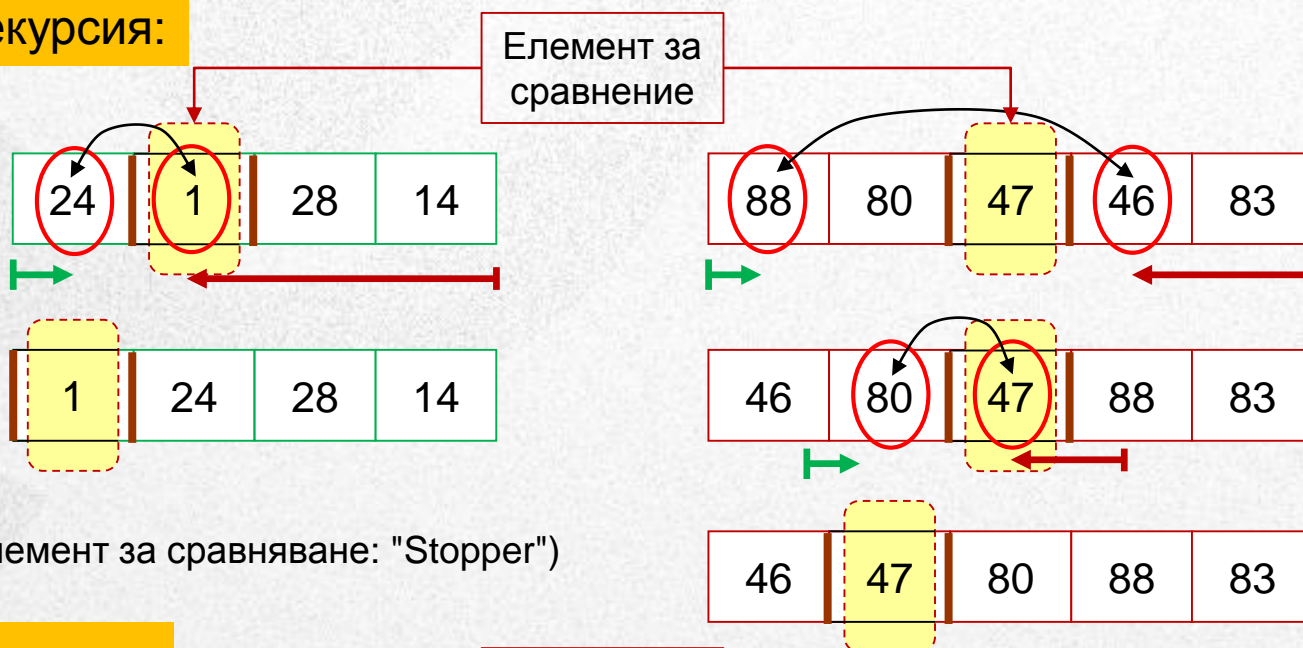 екурсия:
Елемент за
сравнение
24 1 28 14
88 80 47 46 83
1 24 28 14
46 80 47 88 83
лемент за сравняване: "Stopper")
46 47 80 88 83